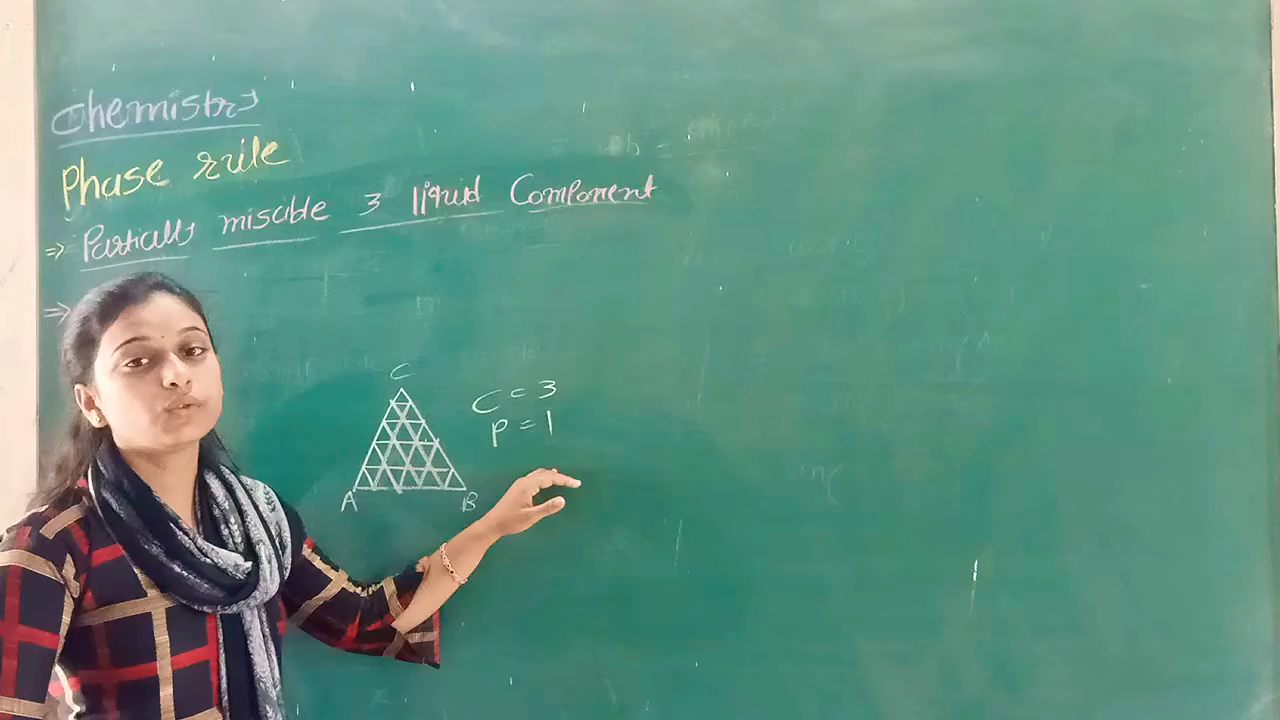 Chemistry
Phase rule
⇒ Partially miscible 3 liquid Component
⇒
C
C = 3
P = 1
A B